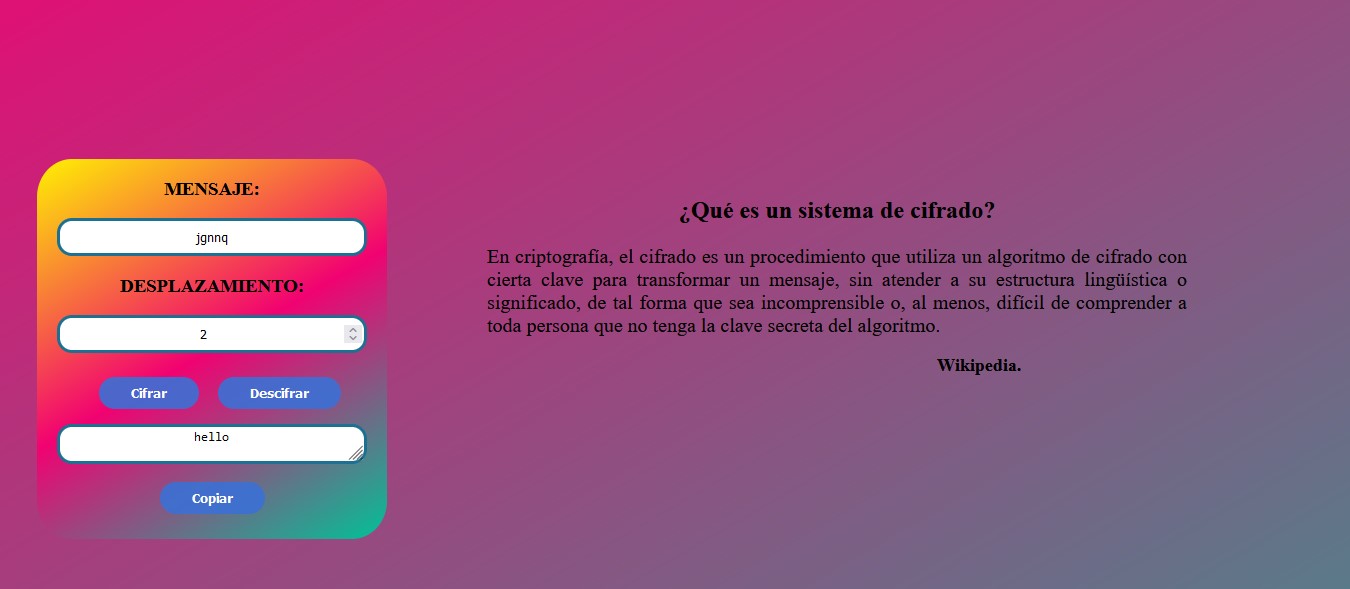 MENSAJE:
jgnnq
DESPLAZAMIENTO:
2
Cifrar
Descifrar
hello
Copiar
¿Qué es un sistema de cifrado?
En criptografía, el cifrado es un procedimiento que utiliza un algoritmo de cifrado con
cierta clave para transformar un mensaje, sin atender a su estructura lingüística o
significado, de tal forma que sea incomprensible o, al menos, difícil de comprender a
toda persona que no tenga la clave secreta del algoritmo.
Wikipedia.